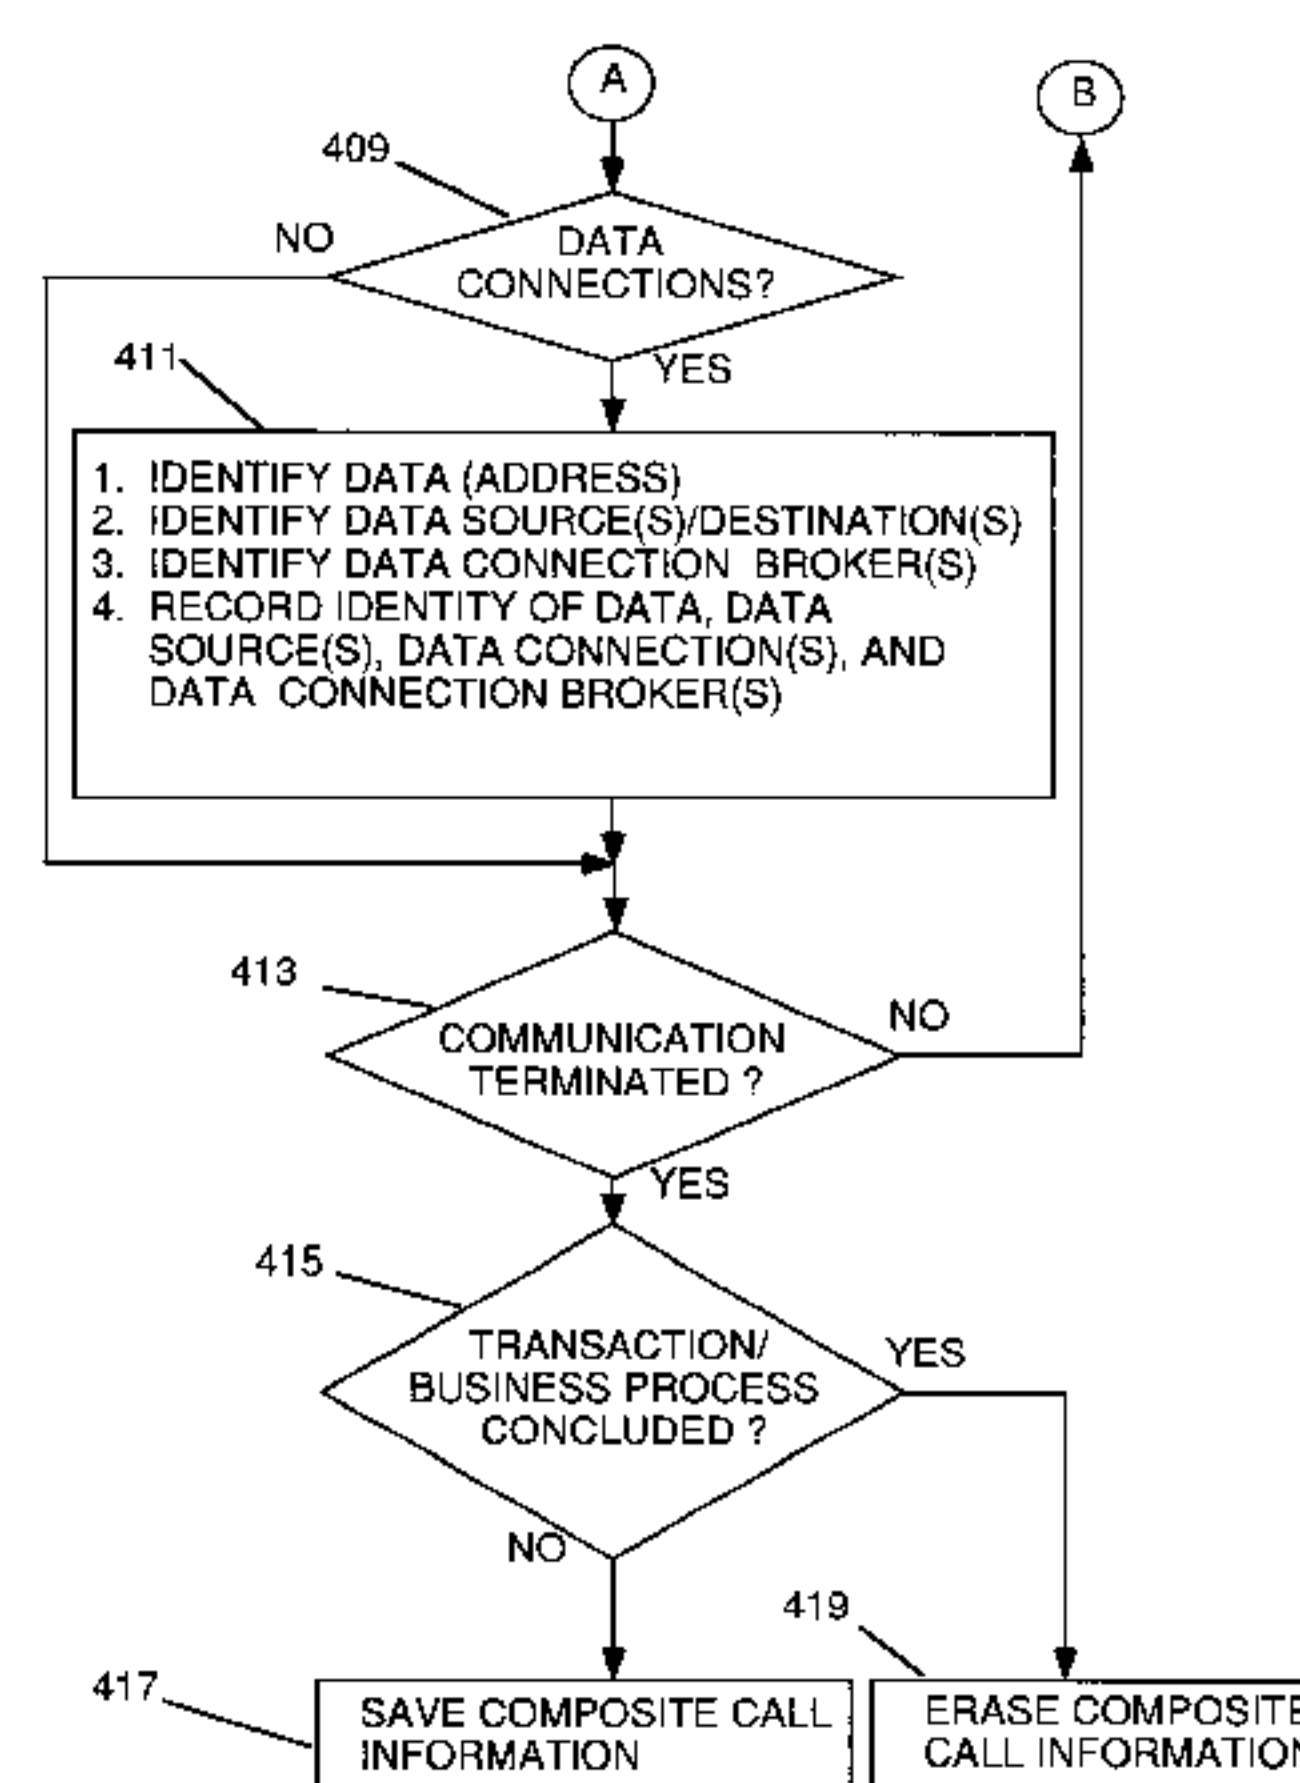 A
B
409
NO
DATA
CONNECTIONS?
YES
411
1. IDENTIFY DATA (ADDRESS)
2. IDENTIFY DATA SOURCE(S)/DESTINATION(S)
3. IDENTIFY DATA CONNECTION BROKER(S)
4. RECORD IDENTITY OF DATA, DATA
SOURCE(S), DATA CONNECTION(S), AND
DATA CONNECTION BROKER(S)
413
COMMUNICATION
TERMINATED ?
NO
YES
415
TRANSACTION/
BUSINESS PROCESS
CONCLUDED ?
YES
NO
419
417
SAVE COMPOSITE CALL
INFORMATION
ERASE COMPOSITE
CALL INFORMATION